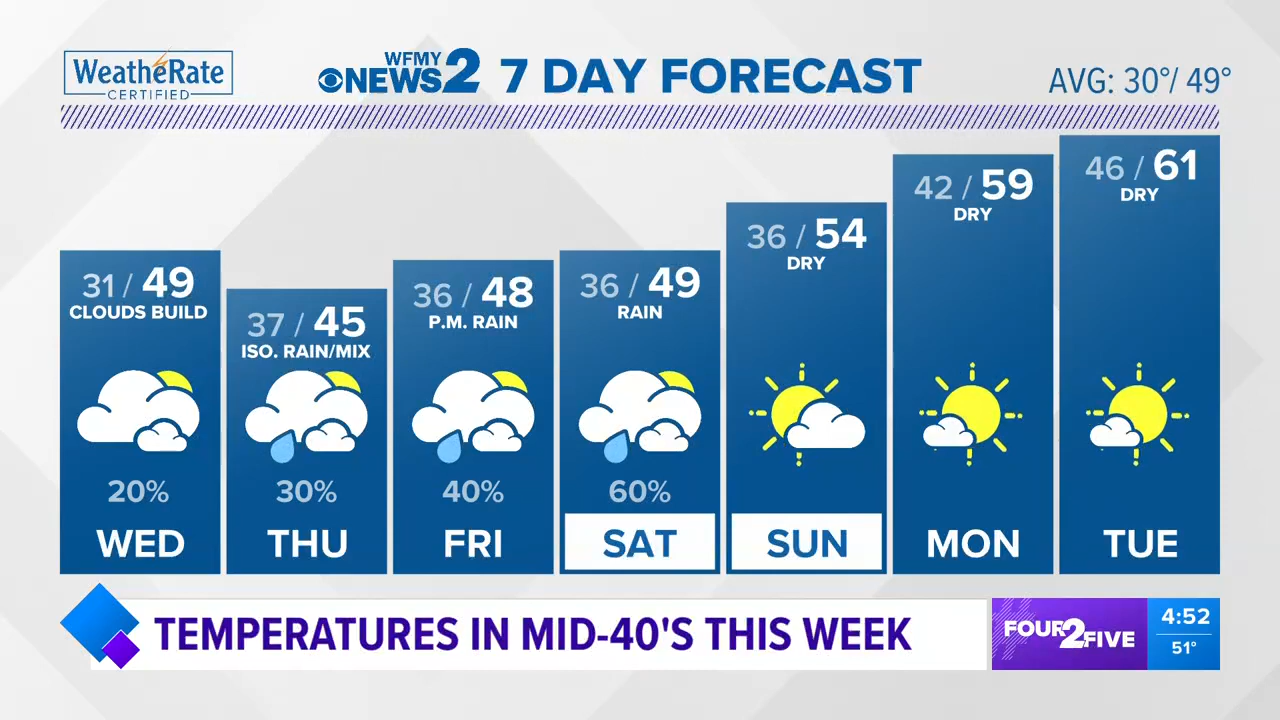 WeatheRate
CERTIFIED
WFMY
NEWS 2 7 DAY FORECAST
AVG: 30°/ 49°
31 / 49
CLOUDS BUILD
20%
WED
37 / 45
ISO. RAIN/MIX
30%
THU
36 / 48
P.M. RAIN
40%
FRI
36 / 49
RAIN
60%
SAT
36 / 54
DRY
SUN
42 / 59
DRY
MON
46 / 61
DRY
TUE
TEMPERATURES IN MID-40'S THIS WEEK
FOUR2FIVE
4:52
51°